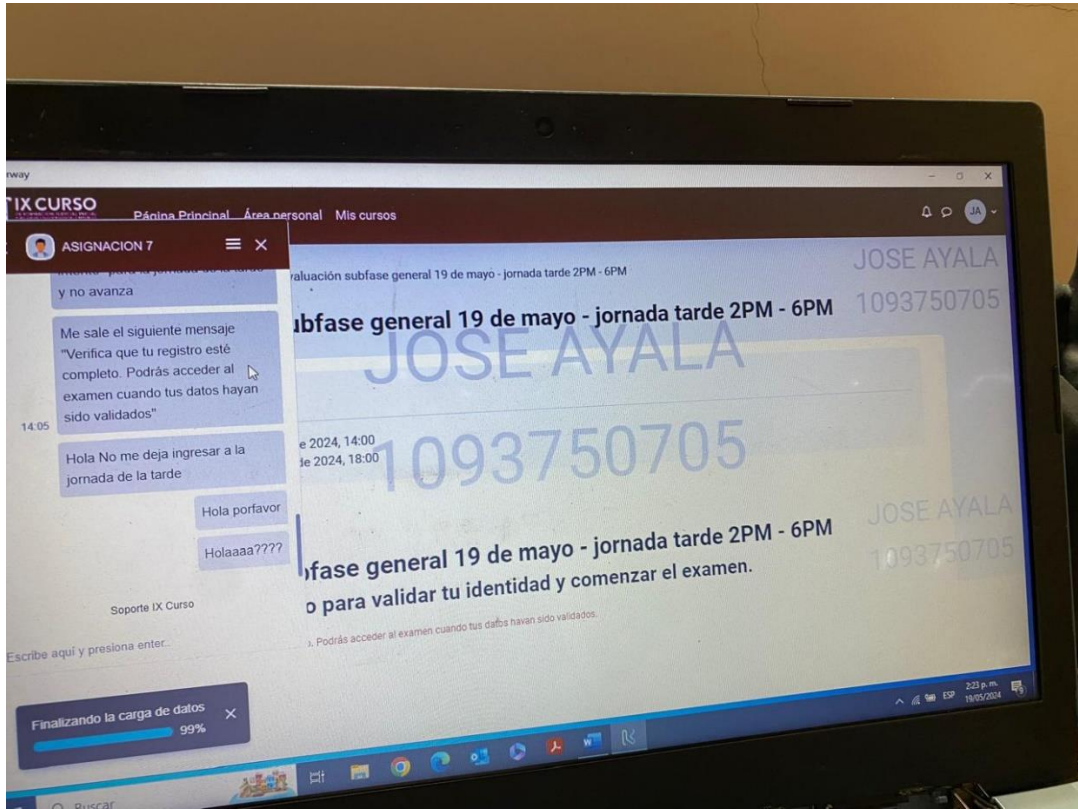 rway
IX CURSO
Página Principal Área personal Mis cursos
JA
ASIGNACION 7
y no avanza
Me sale el siguiente mensaje
"Verifica que tu registro esté
completo. Podrás acceder al
examen cuando tus datos hayan
sido validados"
14:05
Hola No me deja ingresar a la
jornada de la tarde
Hola porfavor
Holaaaa????
Soporte IX Curso
Escribe aquí y presiona enter..
Finalizando la carga de datos
99%
aluación subfase general 19 de mayo - jornada tarde 2PM - 6PM
ubfase general 19 de mayo - jornada tarde 2PM - 6PM
JOSE AYALA
1093750705
JOSE AYALA
1093750705
e 2024, 14:00
de 2024, 18:00
fase general 19 de mayo - jornada tarde 2PM - 6PM
o para validar tu identidad y comenzar el examen.
. Podrás acceder al examen cuando tus datos hayan sido validados.
JOSE AYALA
1093750705
Buscar
ESP
2:23 p. m.
19/05/2024